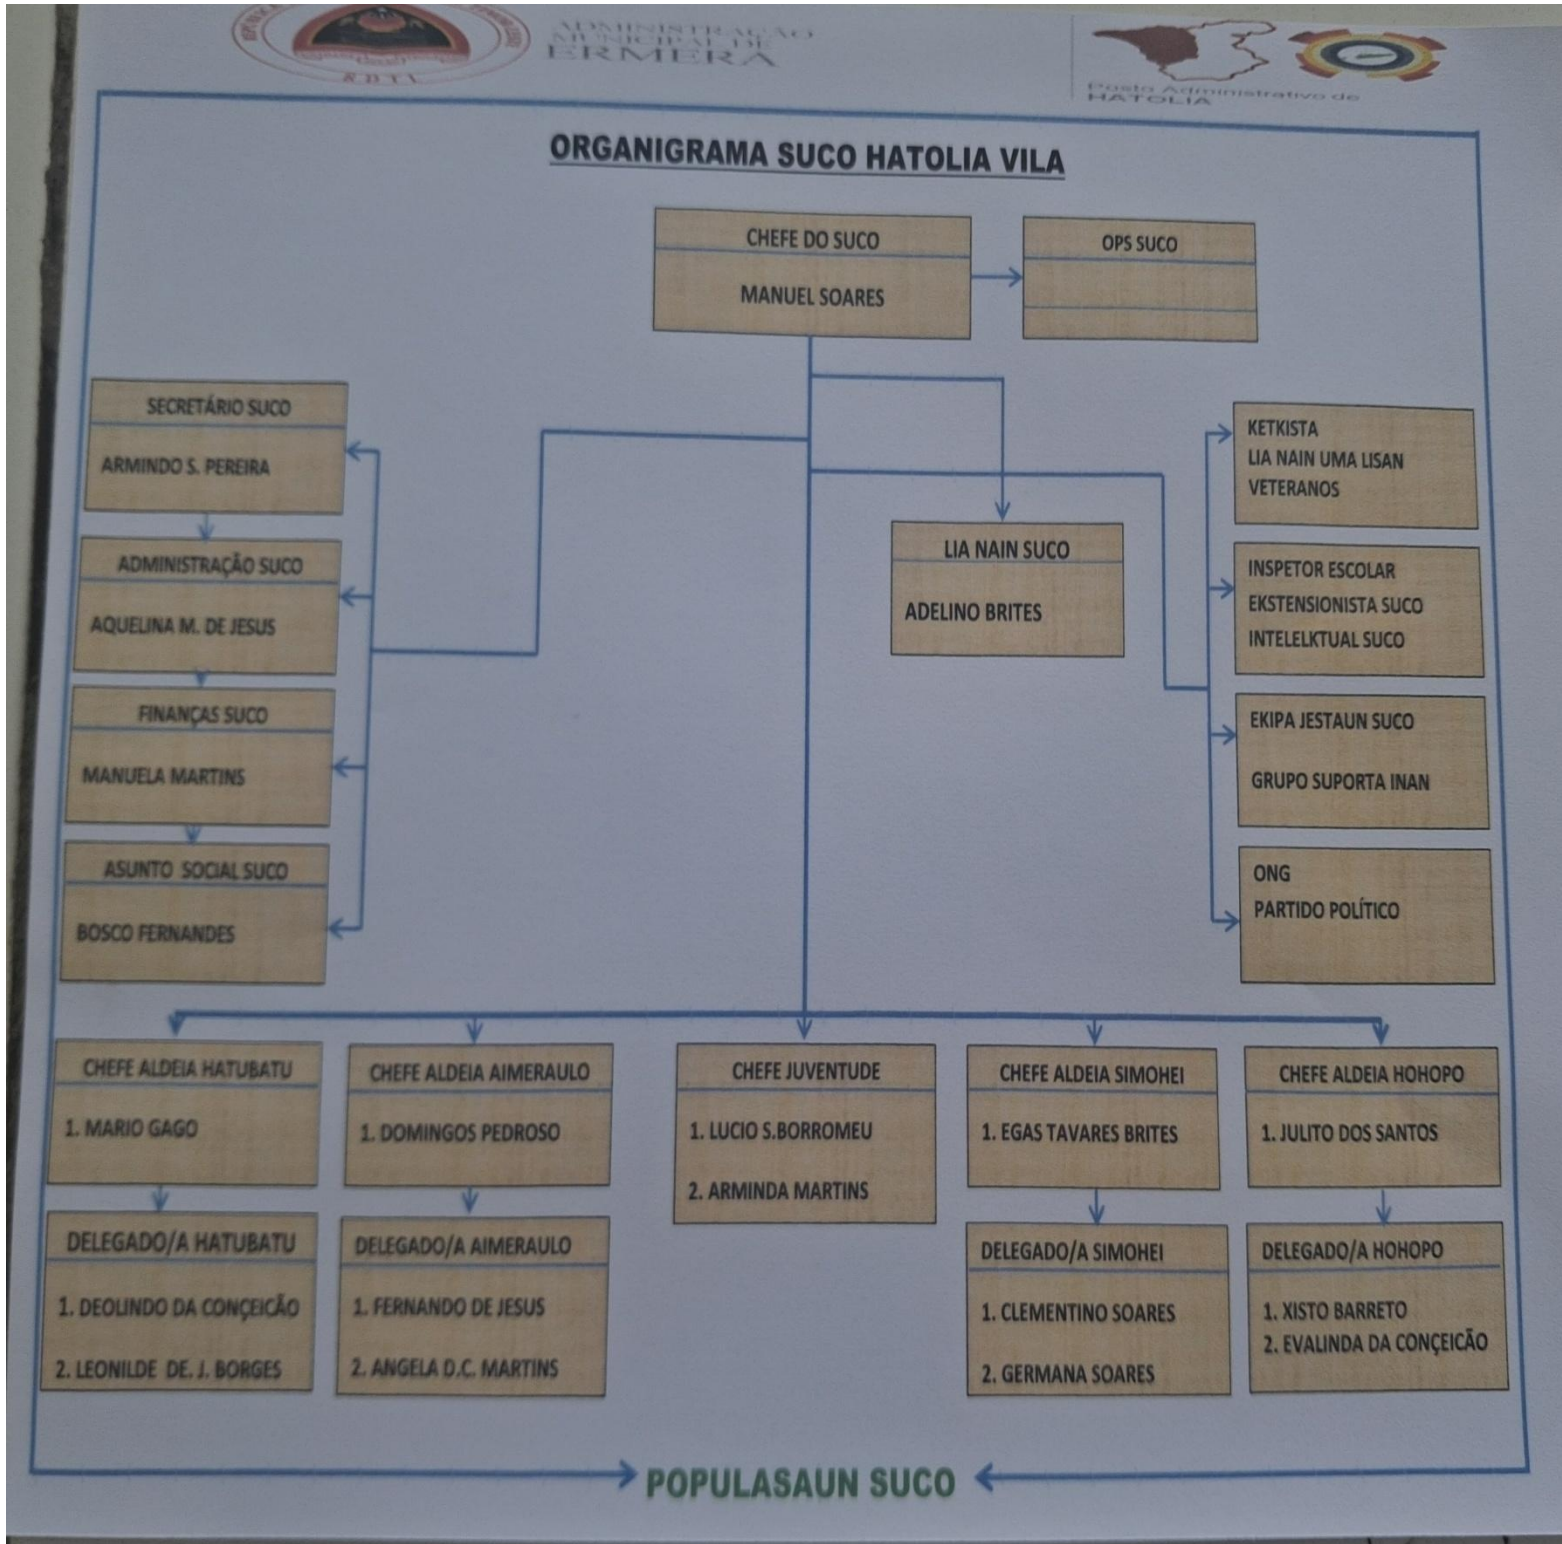 R D T L
ADMINISTRAÇÃO
MUNICIPAL DE
ERMERA
Posto Administrativo de
HATOLIA
ORGANIGRAMA SUCO HATOLIA VILA
CHEFE DO SUCO
MANUEL SOARES
OPS SUCO
SECRETÁRIO SUCO
ARMINDO S. PEREIRA
ADMINISTRAÇÃO SUCO
AQUELINA M. DE JESUS
FINANÇAS SUCO
MANUELA MARTINS
ASUNTO SOCIAL SUCO
BOSCO FERNANDES
LIA NAIN SUCO
ADELINO BRITES
KETKISTA
LIA NAIN UMA LISAN
VETERANOS
INSPETOR ESCOLAR
EKSTENSIONISTA SUCO
INTELELKTUAL SUCO
EKIPA JESTAUN SUCO
GRUPO SUPORTA INAN
ONG
PARTIDO POLÍTICO
CHEFE ALDEIA HATUBATU
1. MARIO GAGO
CHEFE ALDEIA AIMERAULO
1. DOMINGOS PEDROSO
CHEFE JUVENTUDE
1. LUCIO S.BORROMEU
2. ARMINDA MARTINS
CHEFE ALDEIA SIMOHEI
1. EGAS TAVARES BRITES
CHEFE ALDEIA HOHOPO
1. JULITO DOS SANTOS
DELEGADO/A HATUBATU
1. DEOLINDO DA CONÇEICÃO
2. LEONILDE DE. J. BORGES
DELEGADO/A AIMERAULO
1. FERNANDO DE JESUS
2. ANGELA D.C. MARTINS
DELEGADO/A SIMOHEI
1. CLEMENTINO SOARES
2. GERMANA SOARES
DELEGADO/A HOHOPO
1. XISTO BARRETO
2. EVALINDA DA CONÇEICÃO
POPULASAUN SUCO